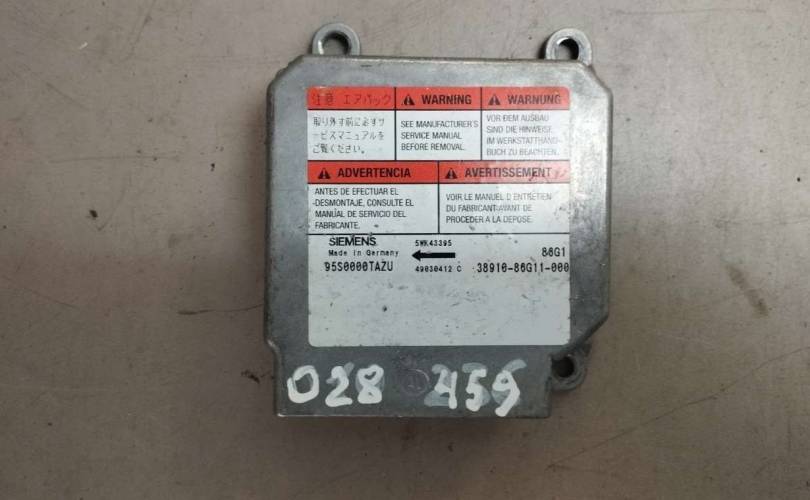 注意 エアバック
取り外す前に必ずサ
ービスマニュアルを
ご覧ください。
WARNING
SEE MANUFACTURER'S
SERVICE MANUAL
BEFORE REMOVAL.
WARNUNG
VOR DEM AUSBAU
SIND DIE HINWEISE
IM WERKSTATTHAND-
BUCH ZU BEACHTEN.
ADVERTENCIA
ANTES DE EFECTUAR EL
DESMONTAJE, CONSULTE EL
MANUAL DE SERVICIO DEL
FABRICANTE.
AVERTISSEMENT
VOIR LE MANUEL D'ENTRETIEN
DU FABRICANT AVANT DE
PROCEDER A LA DEPOSE.
SIEMENS
Made in Germany
95S0000TAZU
5WK43395
49030412 C
86G1
38910-86G11-000
028 459